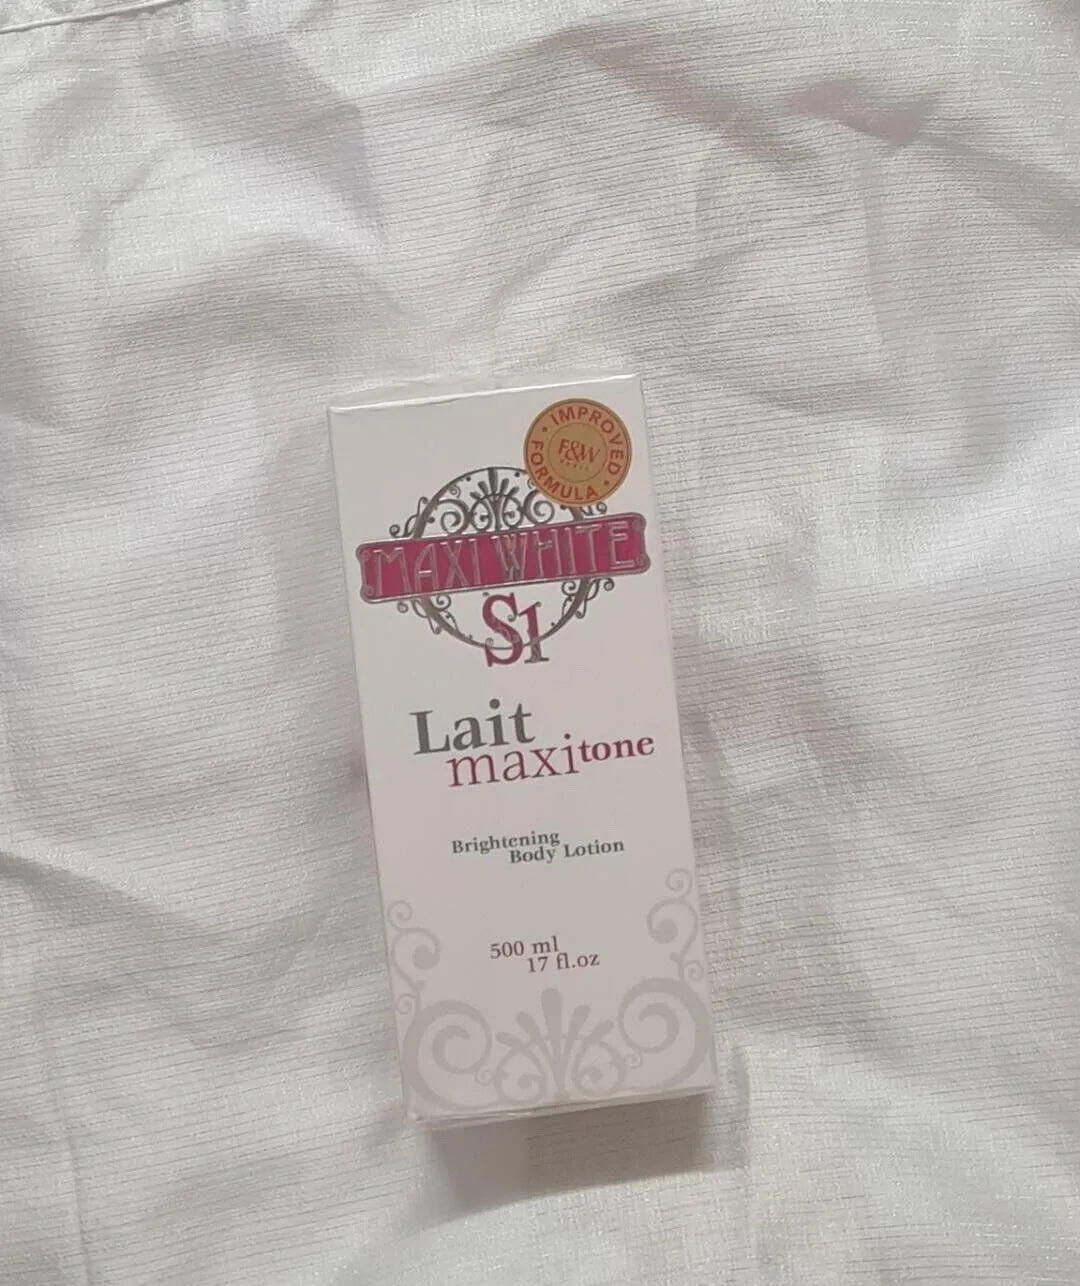 IMPROVED
F&W
FORMULA
MAXI WHITE
S1
Lait
maxitone
Brightening
Body Lotion
500 ml
17 fl.oz